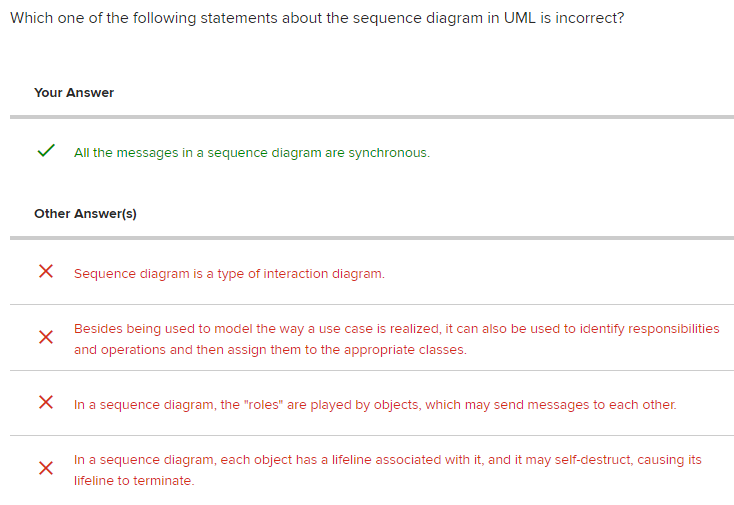 Which one of the following statements about the sequence diagram in UML is incorrect?
Your Answer
All the messages in a sequence diagram are synchronous.
Other Answer(s)
Sequence diagram is a type of interaction diagram.
Besides being used to model the way a use case is realized, it can also be used to identify responsibilities
and operations and then assign them to the appropriate classes.
In a sequence diagram, the "roles" are played by objects, which may send messages to each other.
In a sequence diagram, each object has a lifeline associated with it, and it may self-destruct, causing its
lifeline to terminate.